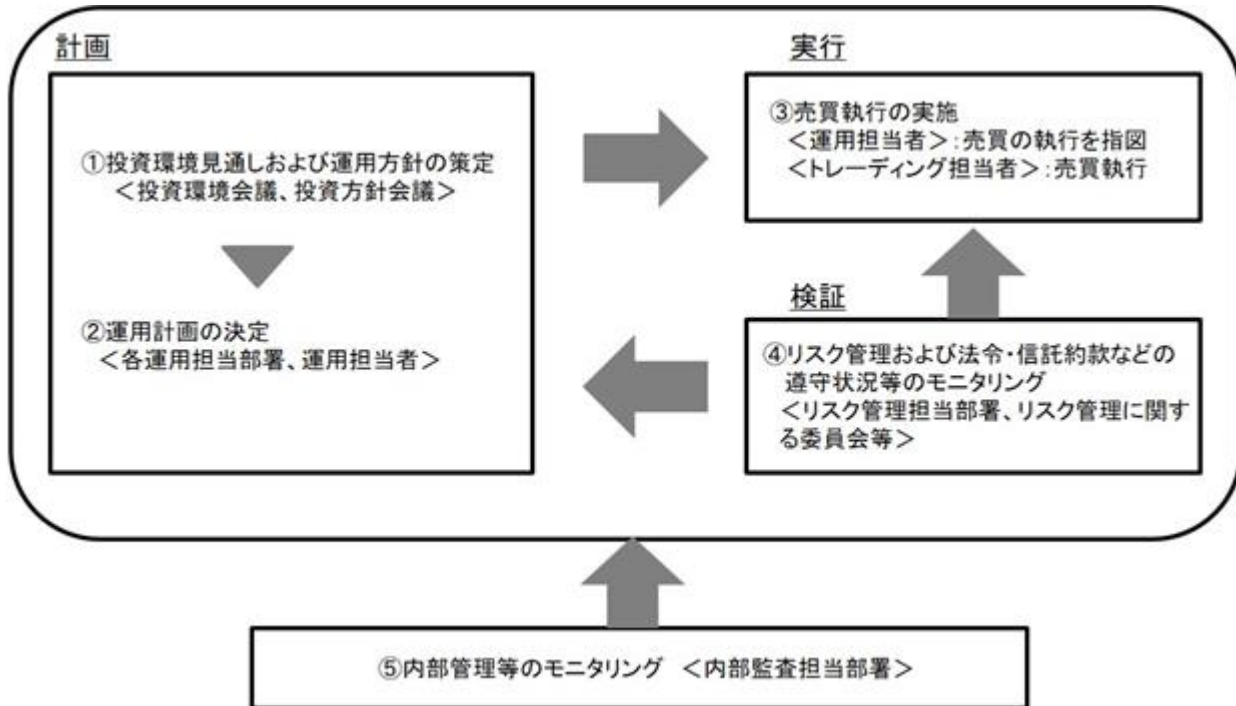 計画
①投資環境見通しおよび運用方針の策定
＜投資環境会議、投資方針会議＞
②運用計画の決定
＜各運用担当部署、運用担当者＞
実行
③売買執行の実施
＜運用担当者＞：売買の執行を指図
＜トレーディング担当者＞：売買執行
検証
④リスク管理および法令・信託約款などの
遵守状況等のモニタリング
＜リスク管理担当部署、リスク管理に関す
る委員会等＞
⑤内部管理等のモニタリング ＜内部監査担当部署＞